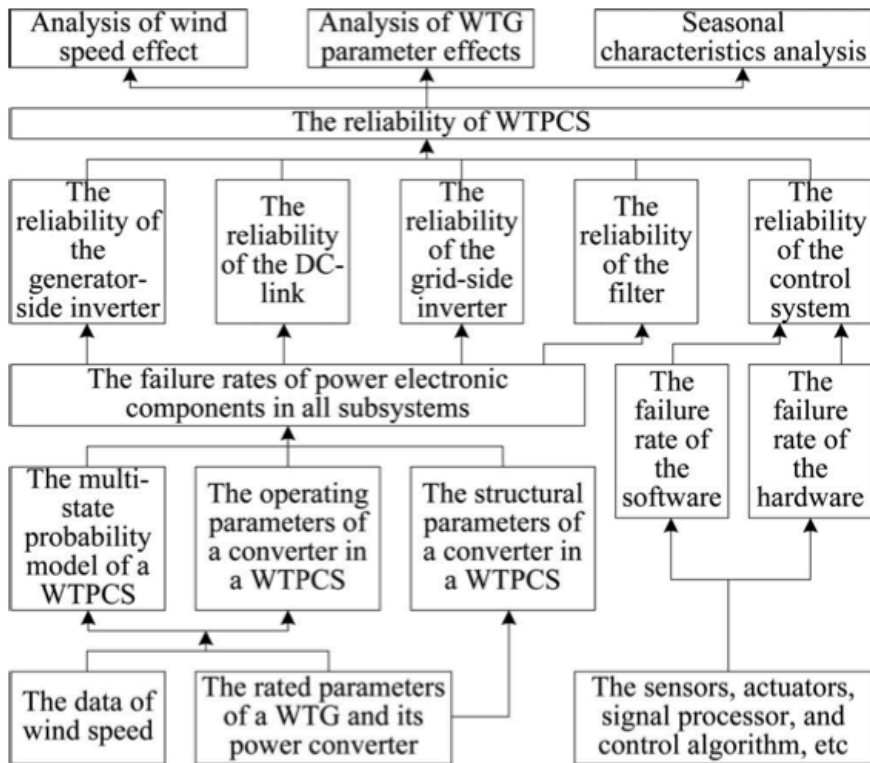 Analysis of wind
speed effect
Analysis of WTG
parameter effects
Seasonal
characteristics analysis
The reliability of WTPCS
The
reliability of
the
generator-
side inverter
The
reliability
of the DC-
link
The
reliability
of the
grid-side
inverter
The
reliability
of the
filter
The
reliability
of the
control
system
The failure rates of power electronic
components in all subsystems
The
failure
rate of
the
software
The
failure
rate of
the
hardware
The multi-
state
probability
model of a
WTPCS
The operating
parameters of
a converter in
a WTPCS
The structural
parameters of
a converter in
a WTPCS
The data of
wind speed
The rated parameters
of a WTG and its
power converter
The sensors, actuators,
signal processor, and
control algorithm, etc